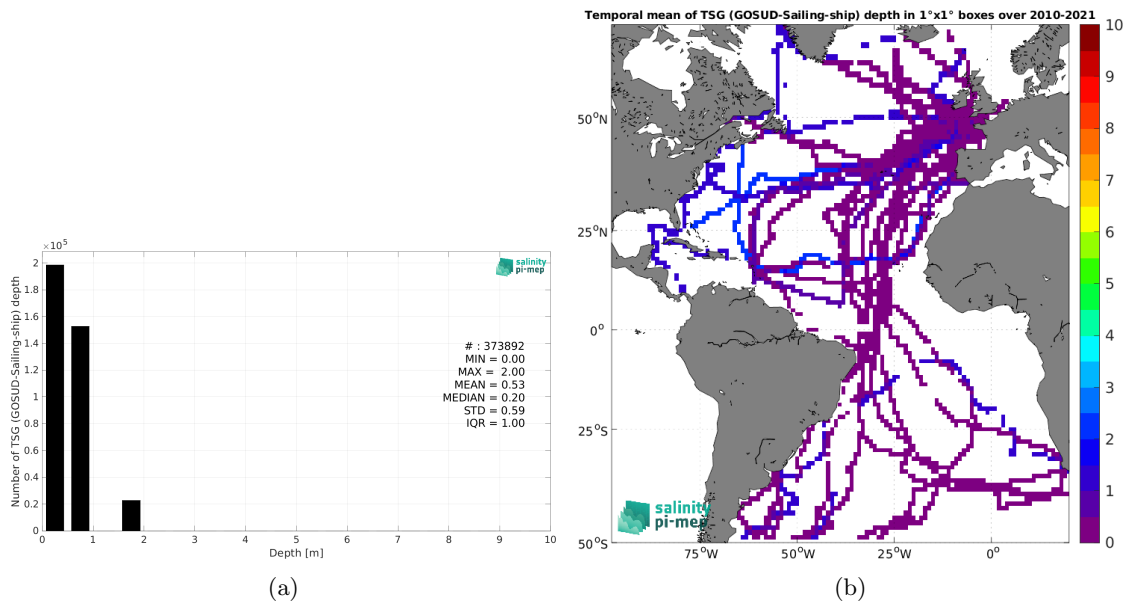 Temporal mean of TSG (GOSUD-Sailing-ship) depth in 1°x1° boxes over 2010-2021
×10⁵
Number of TSG (GOSUD-Sailing-ship) depth
2
1.8
1.6
1.4
1.2
1
0.8
0.6
0.4
0.2
0
salinity
pi-mep
# : 373892
MIN = 0.00
MAX = 2.00
MEAN = 0.53
MEDIAN = 0.20
STD = 0.59
IQR = 1.00
0 1 2 3 4 5 6 7 8 9 10
Depth [m]
(a)
50°N
25°N
0°
25°S
50°S
75°W 50°W 25°W 0°
salinity
pi-mep
10
9
8
7
6
5
4
3
2
1
0
(b)